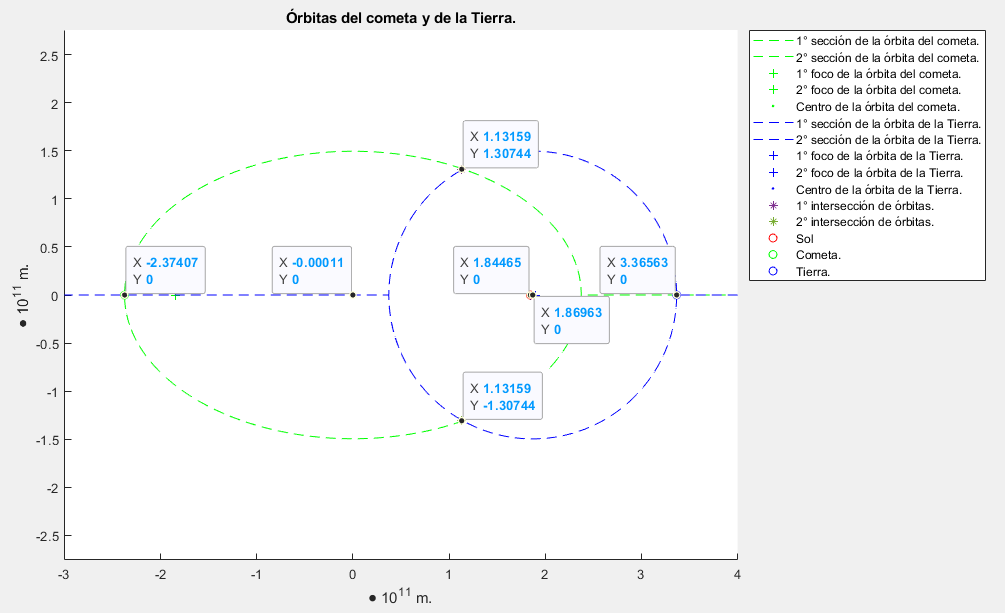 Órbitas del cometa y de la Tierra.
2.5
2
1.5
1
0.5
0
-0.5
-1
-1.5
-2
-2.5
● 10¹¹ m.
X 1.13159
Y 1.30744
X -2.37407
Y 0
X -0.00011
Y 0
X 1.84465
Y 0
X 3.36563
Y 0
X 1.86963
Y 0
X 1.13159
Y -1.30744
-3
-2
-1
0
1
2
3
4
● 10¹¹ m.
1° sección de la órbita del cometa.
2° sección de la órbita del cometa.
1° foco de la órbita del cometa.
2° foco de la órbita del cometa.
Centro de la órbita del cometa.
1° sección de la órbita de la Tierra.
2° sección de la órbita de la Tierra.
1° foco de la órbita de la Tierra.
2° foco de la órbita de la Tierra.
Centro de la órbita de la Tierra.
1° intersección de órbitas.
2° intersección de órbitas.
Sol
Cometa.
Tierra.